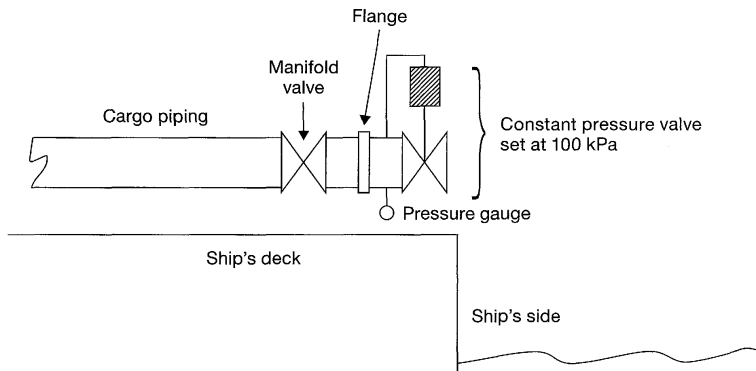 Flange
Manifold
valve
Cargo piping
Constant pressure valve
set at 100 kPa
Pressure gauge
Ship's deck
Ship's side